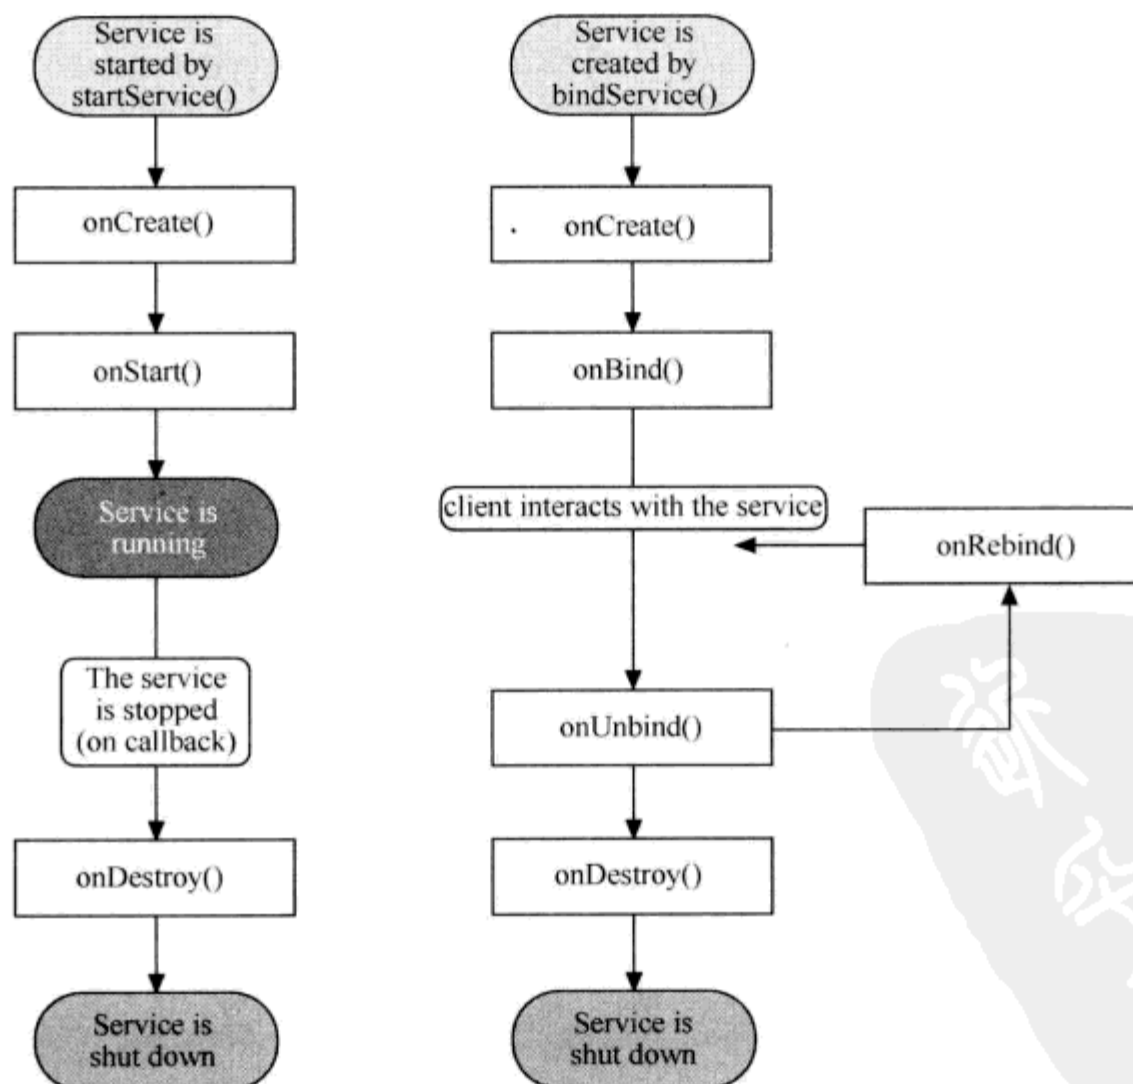 Service is
started by
startService()
onCreate()
onStart()
Service is
running
The service
is stopped
(on callback)
onDestroy()
Service is
shut down
Service is
created by
bindService()
onCreate()
onBind()
client interacts with the service
onRebind()
onUnbind()
onDestroy()
Service is
shut down